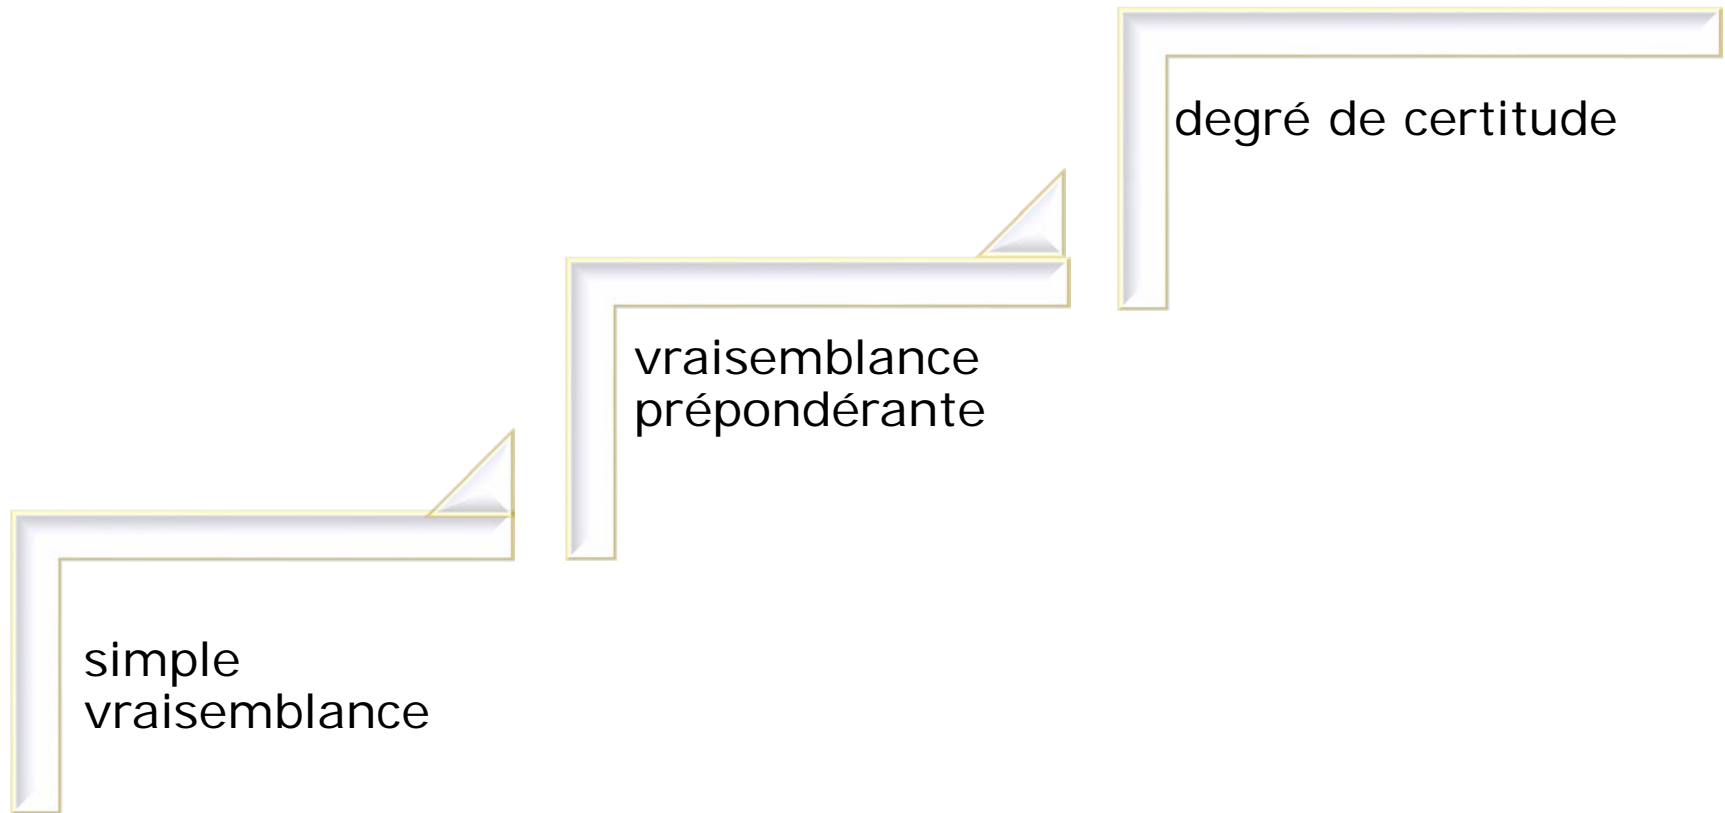 degré de certitude
vraisemblance
prépondérante
simple
vraisemblance